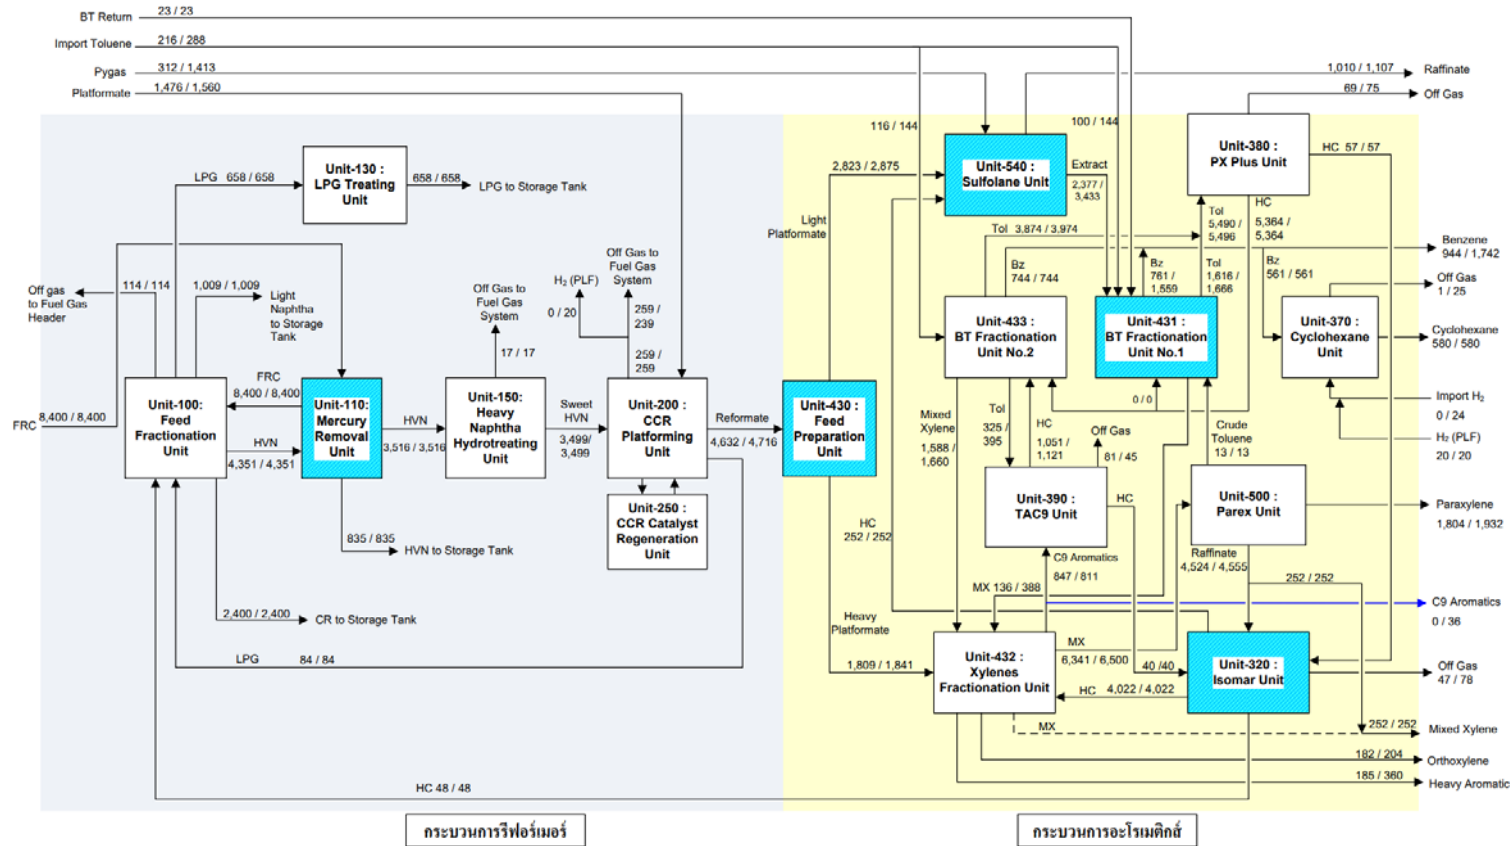 BT Return
23 / 23
Import Toluene
216 / 288
Pygas
312 / 1,413
Platformate
1,476 / 1,560
1,010 / 1,107
Raffinate
69 / 75
Off Gas
116 / 144
100 / 144
Unit-130 :
LPG Treating
Unit
LPG 658 / 658
658 / 658
LPG to Storage Tank
2,823 / 2,875
Unit-540 :
Sulfolane Unit
Extract
2,377 /
3,433
Unit-380 :
PX Plus Unit
HC 57 / 57
Light
Platformate
Tol 3,874 / 3,974
Tol
5,490 /
5,496
HC
5,364 /
5,364
Benzene
944 / 1,742
Off gas
to Fuel Gas
Header
114 / 114
1,009 / 1,009
Light
Naphtha
to Storage
Tank
Off Gas to
Fuel Gas
System
17 / 17
H₂ (PLF)
0 / 20
Off Gas to
Fuel Gas
System
259 /
239
259 /
259
Bz
744 / 744
Bz
761 /
1,559
Tol
1,616 /
1,666
Bz
561 / 561
Off Gas
1 / 25
Unit-433 :
BT Fractionation
Unit No.2
Unit-431 :
BT Fractionation
Unit No.1
Unit-370 :
Cyclohexane
Unit
Cyclohexane
580 / 580
FRC
8,400 / 8,400
Unit-100:
Feed
Fractionation
Unit
FRC
8,400 / 8,400
HVN
4,351 / 4,351
Unit-110:
Mercury
Removal
Unit
HVN
3,516 / 3,516
Unit-150:
Heavy
Naphtha
Hydrotreating
Unit
Sweet
HVN
3,499/
3,499
Unit-200 :
CCR
Platforming
Unit
Reformate
4,632 / 4,716
Unit-430 :
Feed
Preparation
Unit
0 / 0
Import H₂
0 / 24
H₂ (PLF)
20 / 20
Mixed
Xylene
1,588 /
1,660
Tol
325 /
395
HC
1,051 /
1,121
Off Gas
81 / 45
Crude
Toluene
13 / 13
Unit-250 :
CCR Catalyst
Regeneration
Unit
Unit-390 :
TAC9 Unit
HC
Unit-500 :
Parex Unit
Paraxylene
1,804 / 1,932
835 / 835
HVN to Storage Tank
HC
252 / 252
C9 Aromatics
847 / 811
Raffinate
4,524 / 4,555
252 / 252
MX 136 / 388
C9 Aromatics
0 / 36
2,400 / 2,400
CR to Storage Tank
Heavy
Platformate
LPG 84 / 84
1,809 / 1,841
Unit-432 :
Xylenes
Fractionation Unit
MX
6,341 / 6,500
40 /40
HC 4,022 / 4,022
Unit-320 :
Isomar Unit
Off Gas
47 / 78
MX
252 / 252
Mixed Xylene
182 / 204
Orthoxylene
185 / 360
Heavy Aromatic
HC 48 / 48
กระบวนการรีฟอร์เมอร์
กระบวนการอะโรเมติกส์